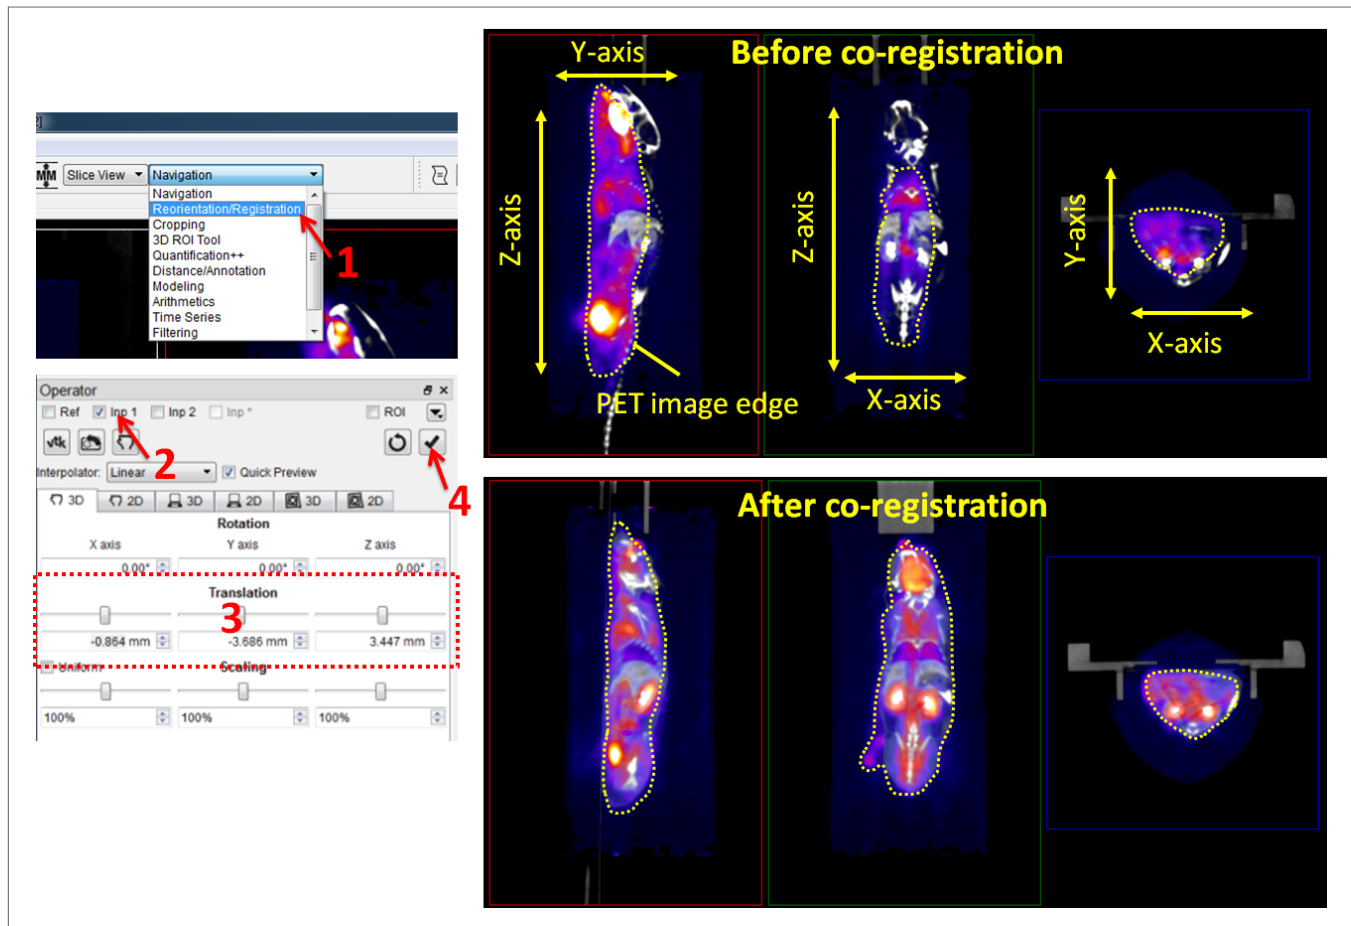 2]
MM
Slice View
Navigation
Navigation
Reorientation/Registration
Cropping
3D ROI Tool
Quantification++
Distance/Annotation
Modeling
Arithmetics
Time Series
Filtering
1
Operator
Ref
Inp 1
Inp 2
Inp *
ROI
vtk
2
4
Interpolator:
Linear
Quick Preview
3D
2D
3D
2D
3D
2D
Rotation
X axis
Y axis
Z axis
0.00°
0.00°
0.00°
Translation
3
-0.864 mm
-3.686 mm
3.447 mm
Uniform
Scaling
100%
100%
100%
Before co-registration
Y-axis
Z-axis
PET image edge
Z-axis
X-axis
Y-axis
X-axis
After co-registration